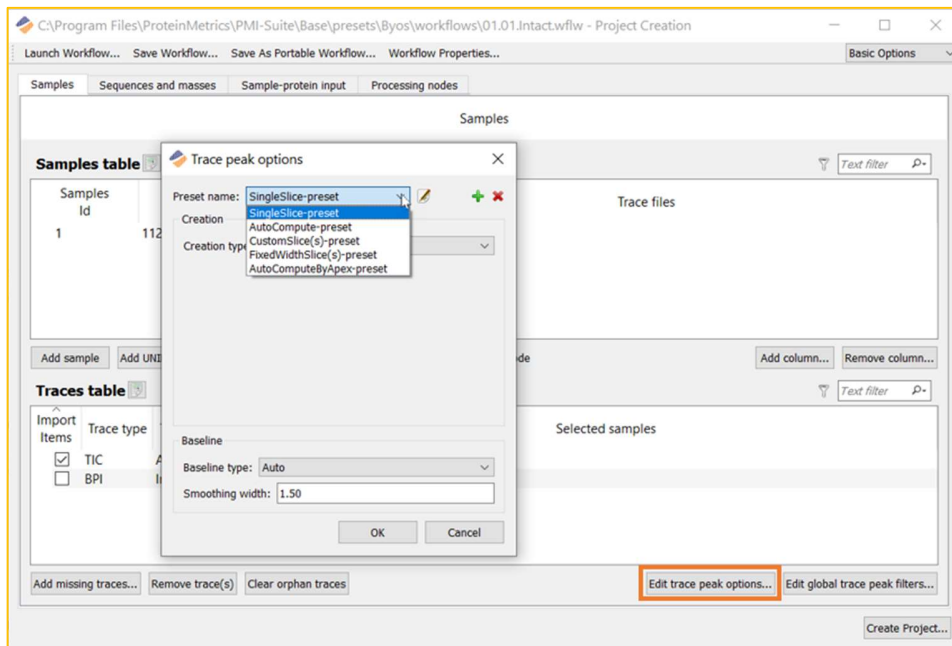 C:\Program Files\ProteinMetrics\PMI-Suite\Base\presets\Byos\workflows\01.01.Intact.wflw - Project Creation
Launch Workflow... Save Workflow... Save As Portable Workflow... Workflow Properties... Basic Options
Samples Sequences and masses Sample-protein input Processing nodes
Samples
Samples table Text filter
Samples
Id
Trace files
1 112
Trace peak options
Preset name: SingleSlice-preset
SingleSlice-preset
AutoCompute-preset
CustomSlice(s)-preset
FixedWidthSlice(s)-preset
AutoComputeByApex-preset
Creation
Creation type
Baseline
Baseline type: Auto
Smoothing width: 1.50
OK Cancel
Add sample Add UNI de Add column... Remove column...
Traces table Text filter
Import
Items
Trace type Selected samples
TIC A
BPI
Add missing traces... Remove trace(s) Clear orphan traces Edit trace peak options... Edit global trace peak filters...
Create Project...